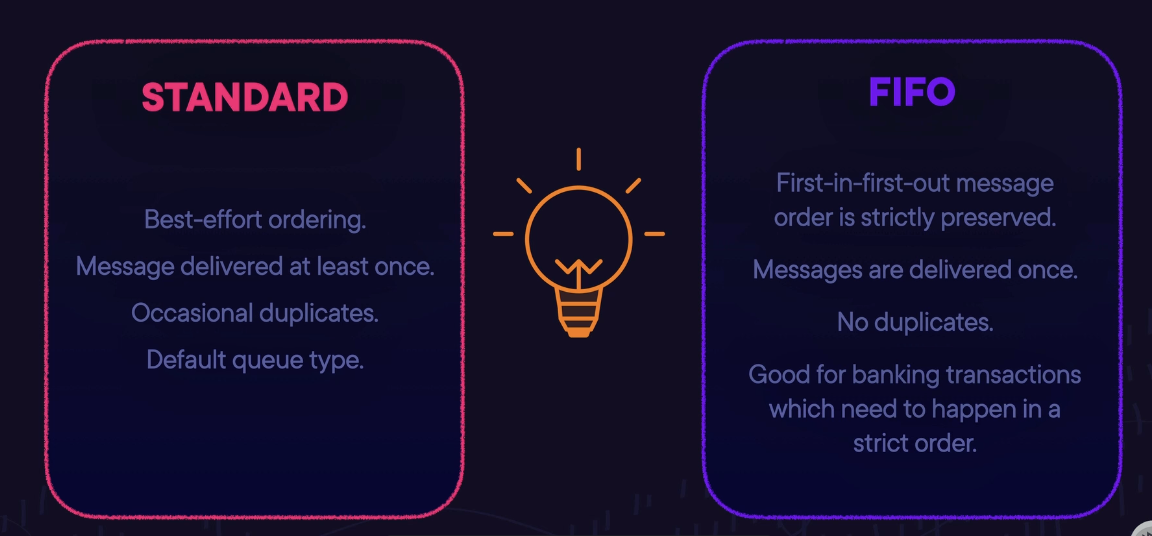 STANDARD
Best-effort ordering.
Message delivered at least once.
Occasional duplicates.
Default queue type.
FIFO
First-in-first-out message
order is strictly preserved.
Messages are delivered once.
No duplicates.
Good for banking transactions
which need to happen in a
strict order.